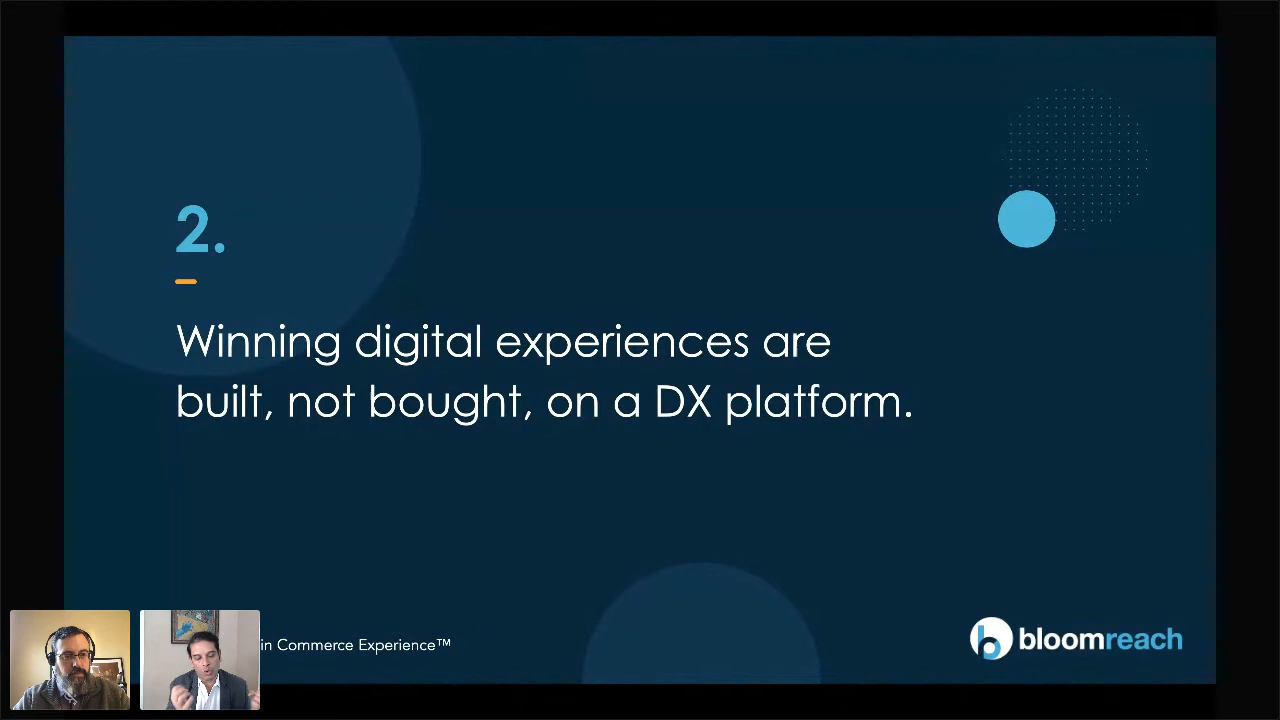 2.
Winning digital experiences are
built, not bought, on a DX platform.
in Commerce Experience™
bloomreach